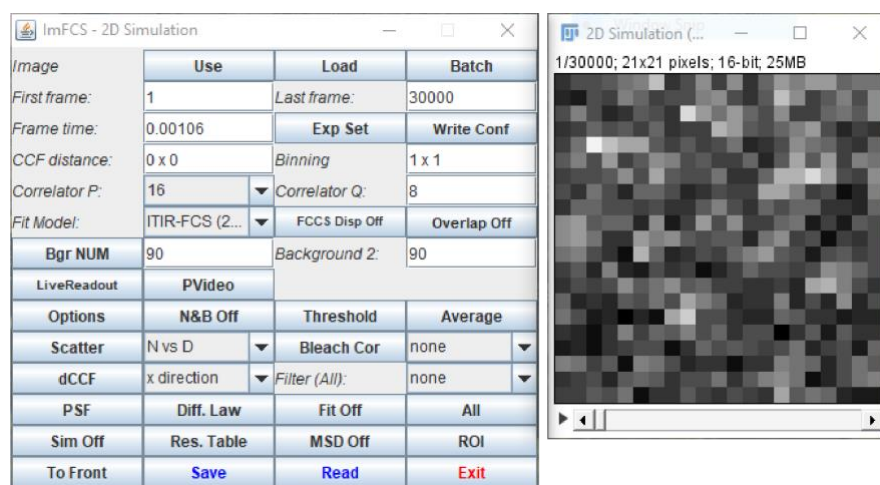 ImFCS - 2D Simulation
Image Use Load Batch
First frame: 1 Last frame: 30000
Frame time: 0.00106 Exp Set Write Conf
CCF distance: 0 x 0 Binning 1 x 1
Correlator P: 16 Correlator Q: 8
Fit Model: ITIR-FCS (2... FCCS Disp Off Overlap Off
Bgr NUM 90 Background 2: 90
LiveReadout PVideo
Options N&B Off Threshold Average
Scatter N vs D Bleach Cor none
dCCF x direction Filter (All): none
PSF Diff. Law Fit Off All
Sim Off Res. Table MSD Off ROI
To Front Save Read Exit
2D Simulation (...
1/30000; 21x21 pixels; 16-bit; 25MB